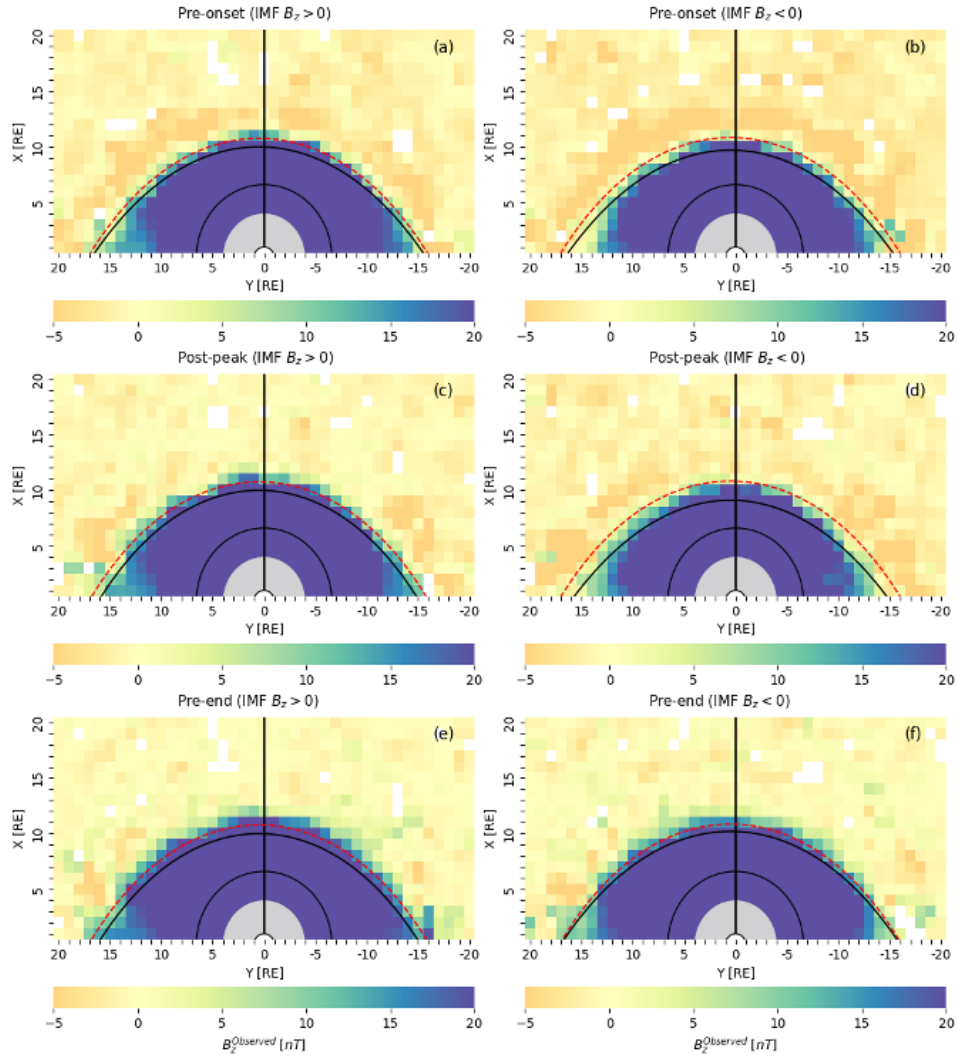 Pre-onset (IMF B_z > 0)
Pre-onset (IMF B_z < 0)
(a)
(b)
X [RE]
20
15
10
5
20 15 10 5 0 -5 -10 -15 -20
Y [RE]
X [RE]
20
15
10
5
20 15 10 5 0 -5 -10 -15 -20
Y [RE]
−5 0 5 10 15 20
−5 0 5 10 15 20
Post-peak (IMF B_z > 0)
Post-peak (IMF B_z < 0)
(c)
(d)
X [RE]
20
15
10
5
20 15 10 5 0 -5 -10 -15 -20
Y [RE]
X [RE]
20
15
10
5
20 15 10 5 0 -5 -10 -15 -20
Y [RE]
−5 0 5 10 15 20
−5 0 5 10 15 20
Pre-end (IMF B_z > 0)
Pre-end (IMF B_z < 0)
(e)
(f)
X [RE]
20
15
10
5
20 15 10 5 0 -5 -10 -15 -20
Y [RE]
X [RE]
20
15
10
5
20 15 10 5 0 -5 -10 -15 -20
Y [RE]
−5 0 5 10 15 20
B_z^Observed [nT]
−5 0 5 10 15 20
B_z^Observed [nT]